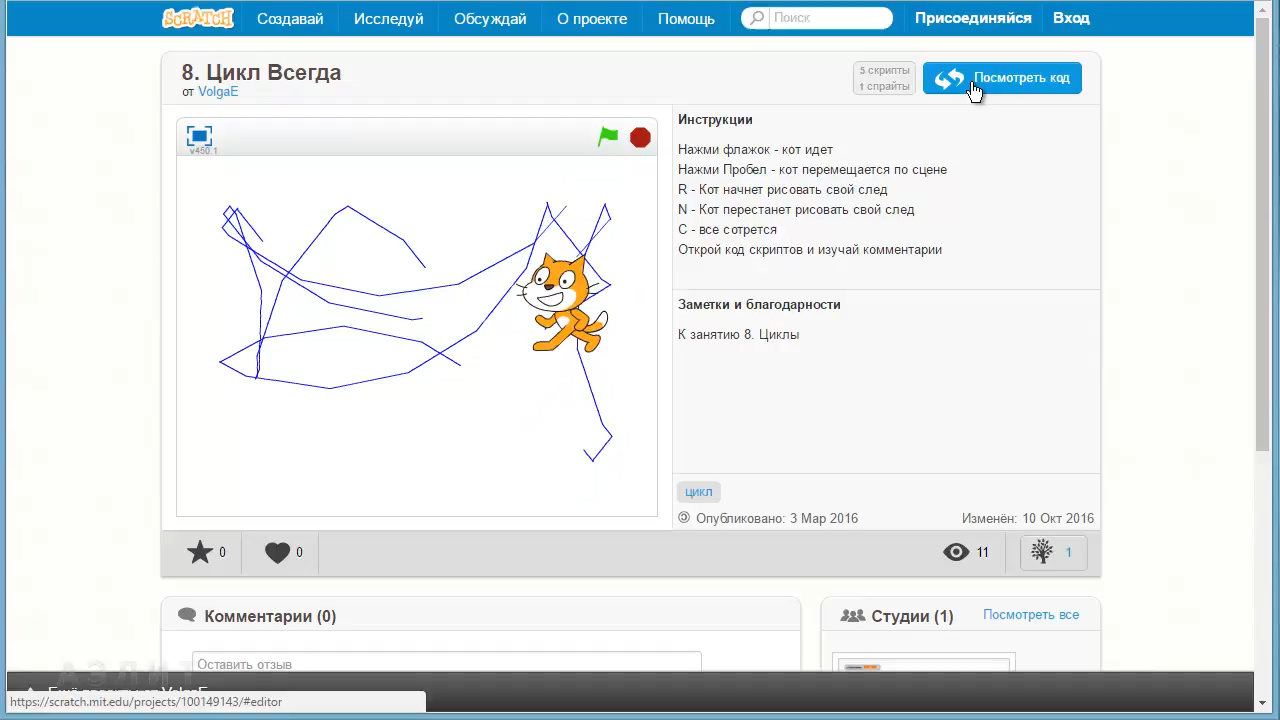 SCRATCH Создавай Исследуй Обсуждай О проекте Помощь Поиск Присоединяйся Вход
8. Цикл Всегда
от VolgaE
5 скрипты
1 спрайты
Посмотреть код
v450.1
Инструкции
Нажми флажок - кот идет
Нажми Пробел - кот перемещается по сцене
R - Кот начнет рисовать свой след
N - Кот перестанет рисовать свой след
C - все сотрется
Открой код скриптов и изучай комментарии
Заметки и благодарности
К занятию 8. Циклы
цикл
Опубликовано: 3 Мар 2016 Изменён: 10 Окт 2016
0 0 11 1
Комментарии (0)
Оставить отзыв
Студии (1) Посмотреть все
Ещё проекты от VolgaE
https://scratch.mit.edu/projects/100149143/#editor